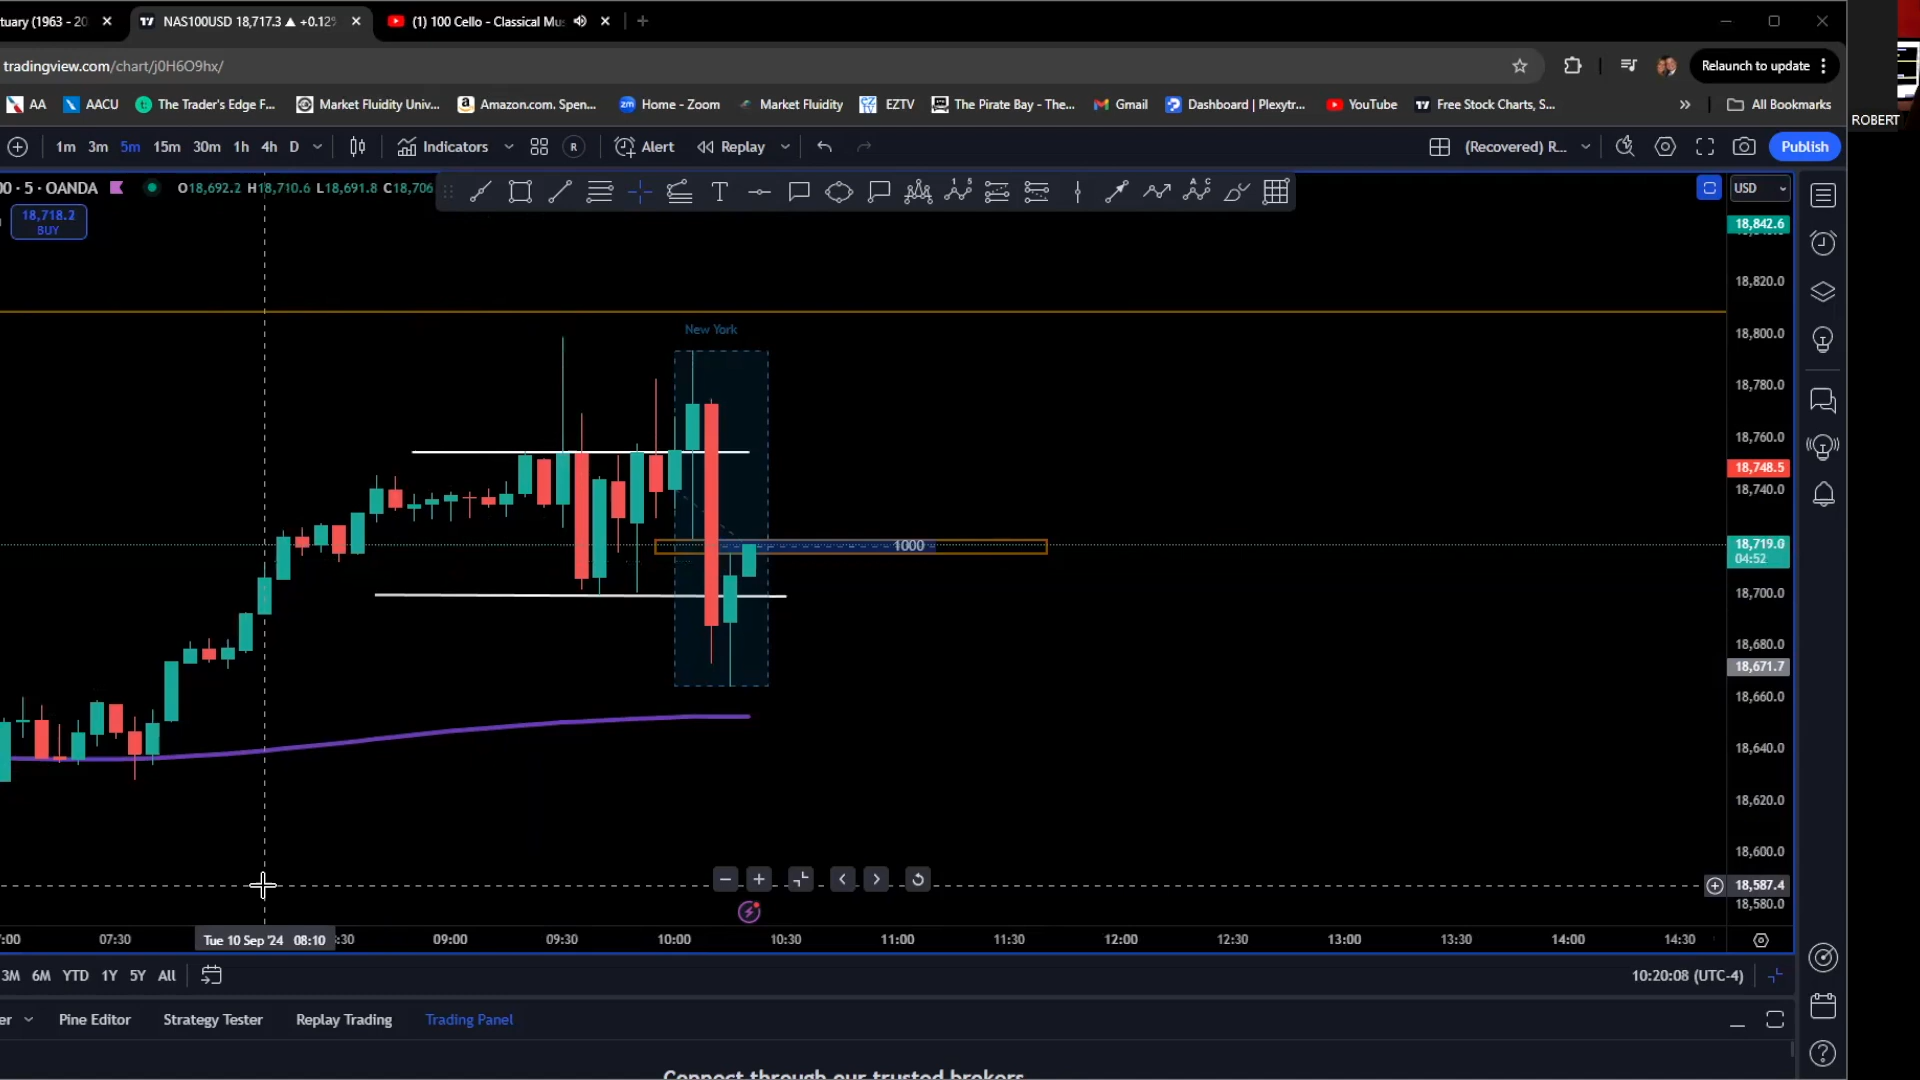 tuary (1963 - 20
NAS100USD 18,717.3 ▲ +0.12%
(1) 100 Cello - Classical Mus
tradingview.com/chart/j0H6O9hx/
Relaunch to update
AA
AACU
The Trader's Edge F...
Market Fluidity Univ...
Amazon.com. Spen...
Home - Zoom
Market Fluidity
EZTV
The Pirate Bay - The...
Gmail
Dashboard | Plexytr...
YouTube
Free Stock Charts, S...
»
All Bookmarks
ROBERT
1m 3m 5m 15m 30m 1h 4h D
Indicators
R
Alert
Replay
(Recovered) R...
Publish
00 · 5 · OANDA
O18,692.2 H18,710.6 L18,691.8 C18,706
USD
18,718.2
BUY
18,842.6
18,820.0
New York
18,800.0
18,780.0
18,760.0
18,748.5
18,740.0
1000
18,719.0
04:52
18,700.0
18,680.0
18,671.7
18,660.0
18,640.0
18,620.0
18,600.0
18,587.4
18,580.0
:00 07:30 Tue 10 Sep '24 08:10 :30 09:00 09:30 10:00 10:30 11:00 11:30 12:00 12:30 13:00 13:30 14:00 14:30
3M 6M YTD 1Y 5Y All
10:20:08 (UTC-4)
er Pine Editor Strategy Tester Replay Trading Trading Panel
Connect through our trusted brokers